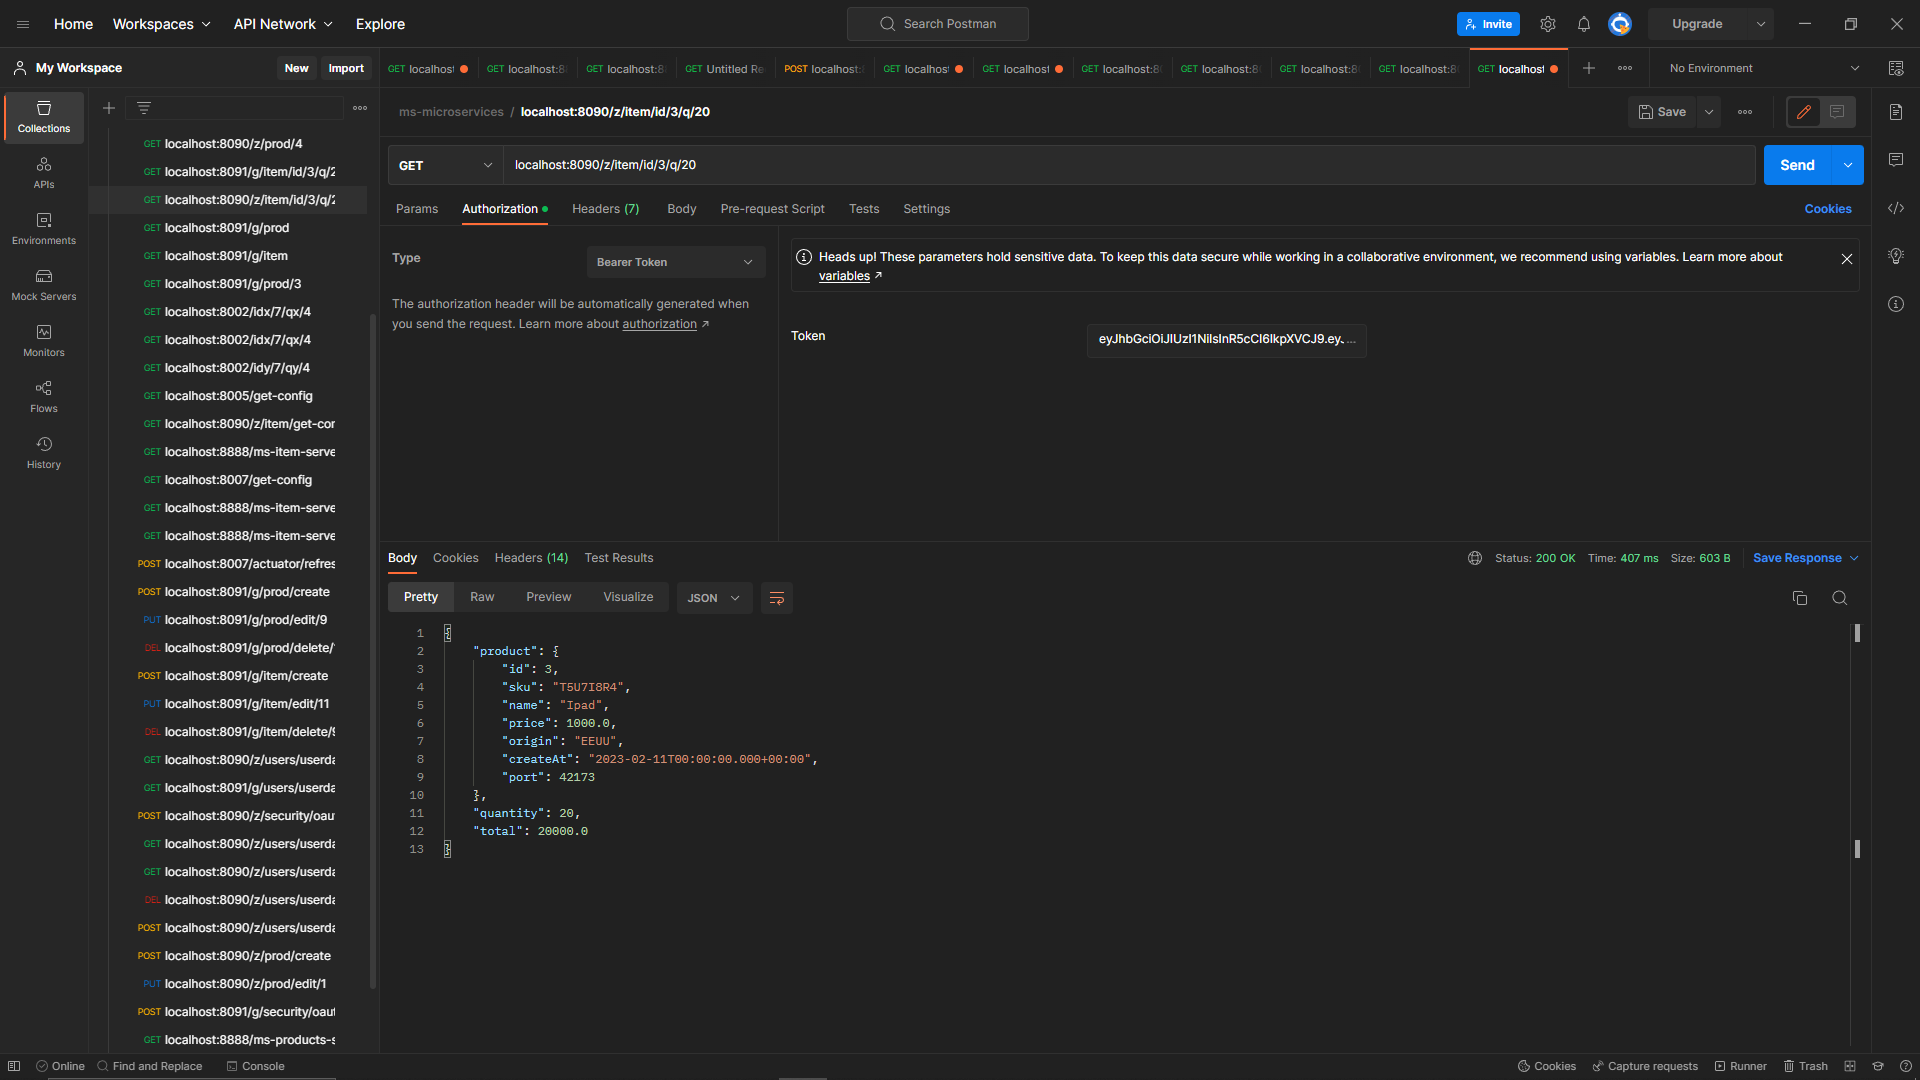 Home Workspaces API Network Explore Search Postman Invite Upgrade
My Workspace New Import
GET localhost GET localhost:8 GET localhost:8 GET Untitled Re POST localhost: GET localhost GET localhost GET localhost:8 GET localhost:8 GET localhost:8 GET localhost:8 GET localhost No Environment
Collections
APIs
Environments
Mock Servers
Monitors
Flows
History
GET localhost:8090/z/prod/4
GET localhost:8091/g/item/id/3/q/2
GET localhost:8090/z/item/id/3/q/2
GET localhost:8091/g/prod
GET localhost:8091/g/item
GET localhost:8091/g/prod/3
GET localhost:8002/idx/7/qx/4
GET localhost:8002/idx/7/qx/4
GET localhost:8002/idy/7/qy/4
GET localhost:8005/get-config
GET localhost:8090/z/item/get-cor
GET localhost:8888/ms-item-serve
GET localhost:8007/get-config
GET localhost:8888/ms-item-serve
GET localhost:8888/ms-item-serve
POST localhost:8007/actuator/refres
POST localhost:8091/g/prod/create
PUT localhost:8091/g/prod/edit/9
DEL localhost:8091/g/prod/delete/
POST localhost:8091/g/item/create
PUT localhost:8091/g/item/edit/11
DEL localhost:8091/g/item/delete/9
GET localhost:8090/z/users/userda
GET localhost:8091/g/users/userda
POST localhost:8090/z/security/oau
GET localhost:8090/z/users/userda
GET localhost:8090/z/users/userda
DEL localhost:8090/z/users/userda
POST localhost:8090/z/users/userda
POST localhost:8090/z/prod/create
PUT localhost:8090/z/prod/edit/1
POST localhost:8091/g/security/oaut
GET localhost:8888/ms-products-s
ms-microservices / localhost:8090/z/item/id/3/q/20 Save
GET localhost:8090/z/item/id/3/q/20 Send
Params Authorization Headers (7) Body Pre-request Script Tests Settings Cookies
Type Bearer Token
The authorization header will be automatically generated when
you send the request. Learn more about authorization ↗
Heads up! These parameters hold sensitive data. To keep this data secure while working in a collaborative environment, we recommend using variables. Learn more about
variables ↗
Token eyJhbGciOiJIUzI1NiIsInR5cCI6IkpXVCJ9.eyJ...
Body Cookies Headers (14) Test Results Status: 200 OK Time: 407 ms Size: 603 B Save Response
Pretty Raw Preview Visualize JSON
1 {
2 "product": {
3 "id": 3,
4 "sku": "T5U7I8R4",
5 "name": "Ipad",
6 "price": 1000.0,
7 "origin": "EEUU",
8 "createAt": "2023-02-11T00:00:00.000+00:00",
9 "port": 42173
10 },
11 "quantity": 20,
12 "total": 20000.0
13 }
Online Find and Replace Console Cookies Capture requests Runner Trash